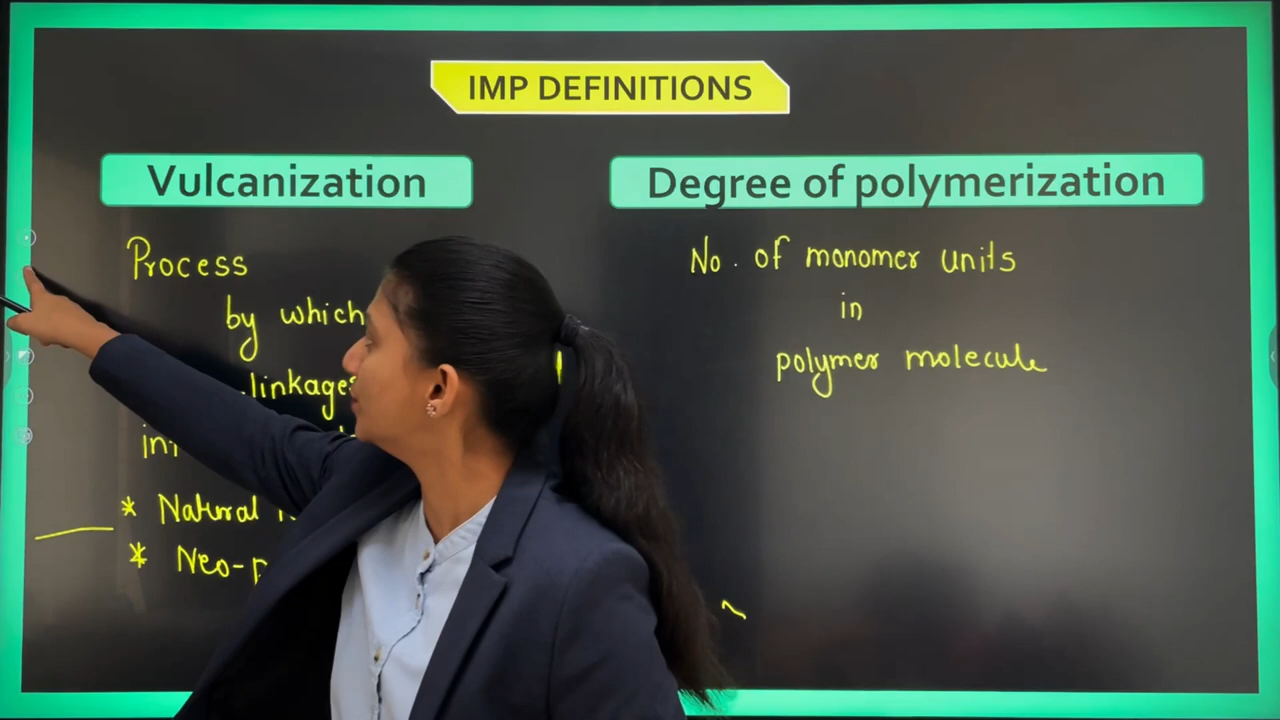 IMP DEFINITIONS
Vulcanization
Process
by which
linkages
* Natural
* Neo-p
Degree of polymerization
No. of monomer units
in
polymer molecule